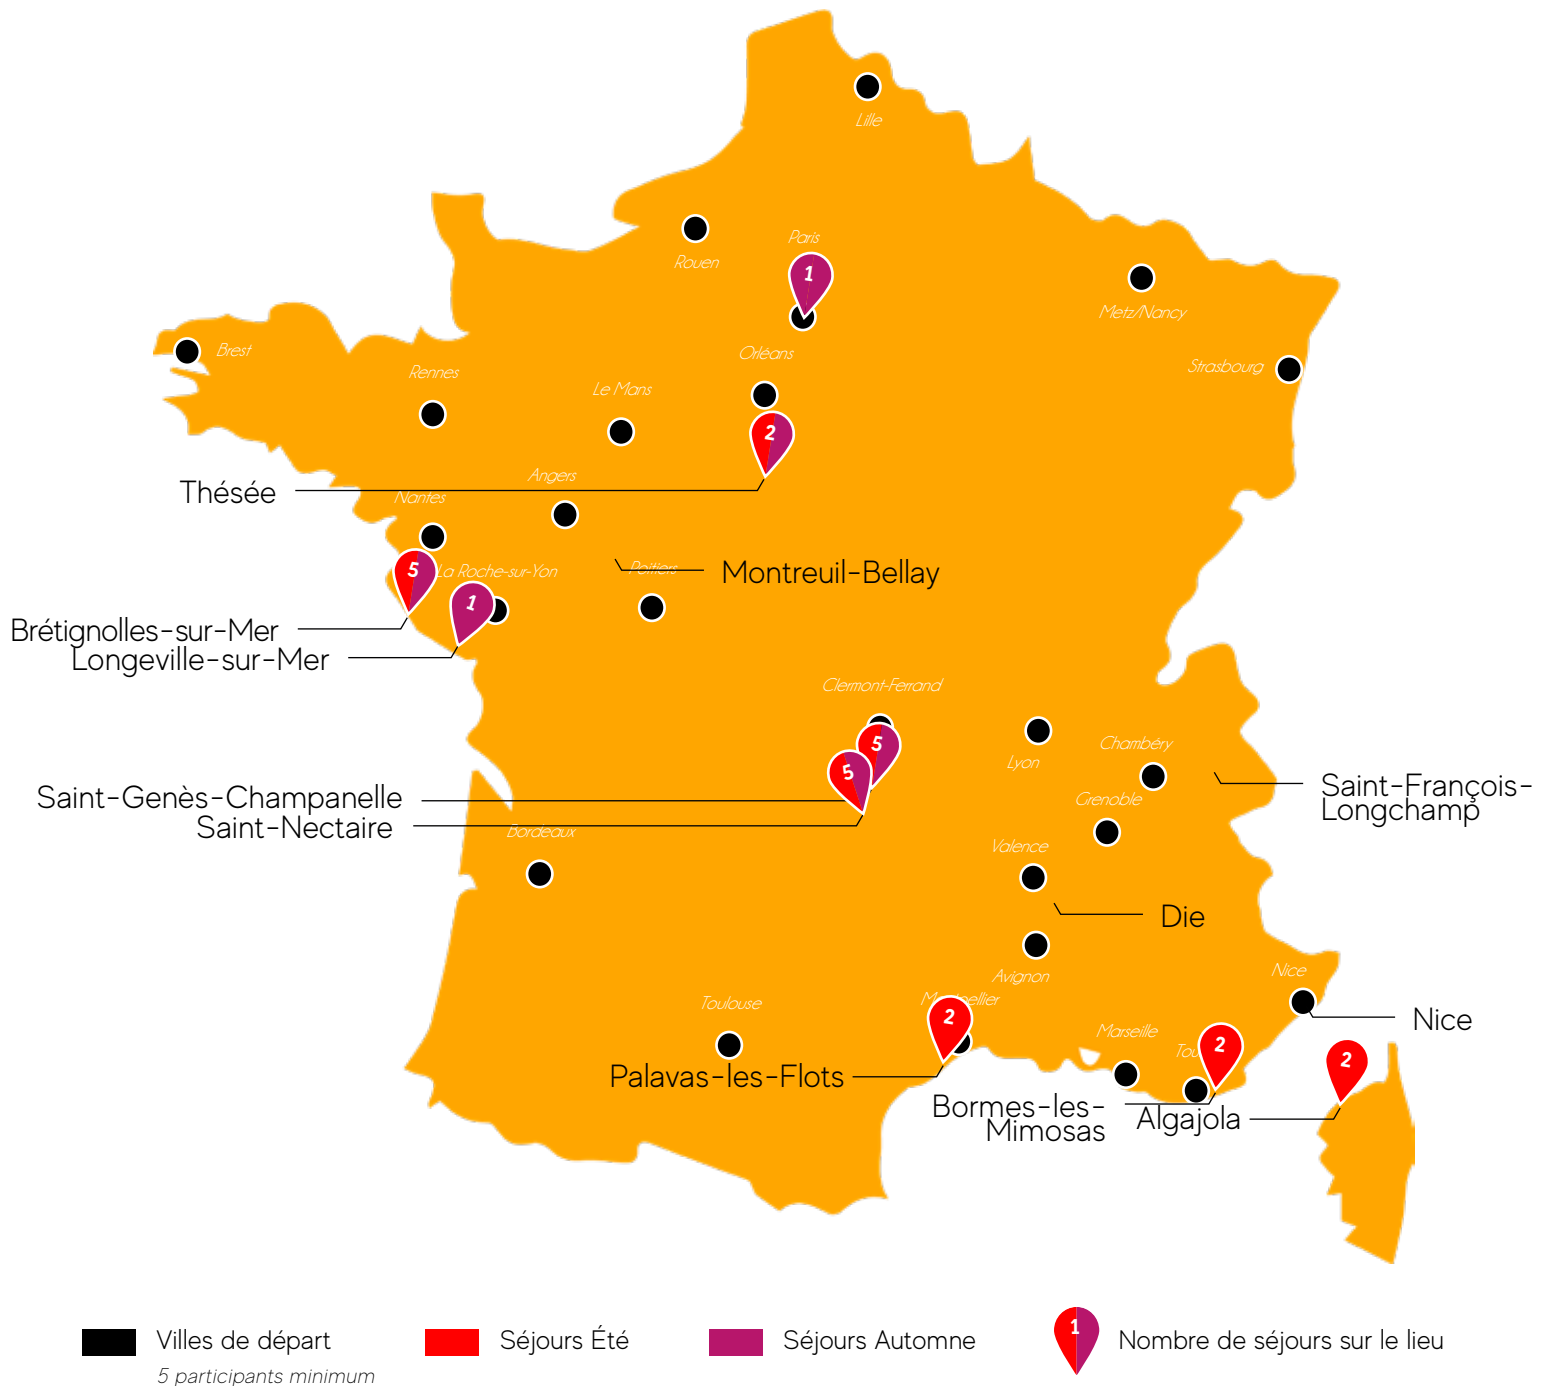 Lille
Paris
Rouen
1
Metz/Nancy
Brest
Orléans
Rennes
Strasbourg
Le Mans
2
Angers
Thésée
Nantes
5
La Roche-sur-Yon
Poitiers
Montreuil-Bellay
1
Brétignolles-sur-Mer
Longeville-sur-Mer
Clermont-Ferrand
5
Chambéry
Lyon
5
Saint-François-
Longchamp
Saint-Genès-Champanelle
Grenoble
Saint-Nectaire
Bordeaux
Valence
Die
Avignon
Nice
Toulouse
Montpellier
2
Nice
Marseille
2
2
Palavas-les-Flots
Bormes-les-
Mimosas
Algajola
Villes de départ
5 participants minimum
Séjours Été
Séjours Automne
1
Nombre de séjours sur le lieu